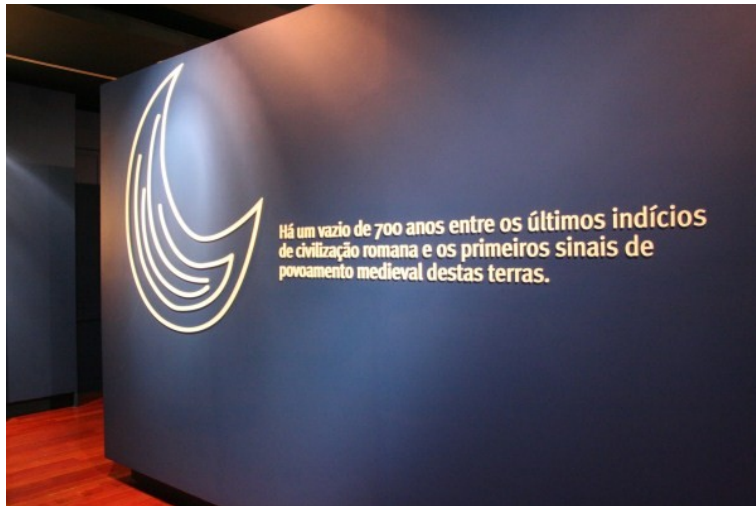 Há um vazio de 700 anos entre os últimos indícios
de civilização romana e os primeiros sinais de
povoamento medieval destas terras.